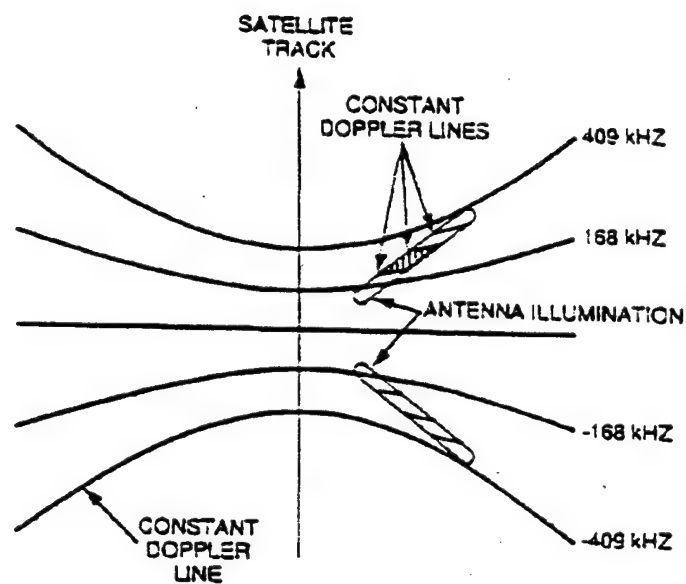 SATELLITE
TRACK
CONSTANT
DOPPLER LINES
409 kHZ
168 kHZ
ANTENNA ILLUMINATION
-168 kHZ
CONSTANT
DOPPLER
LINE
-409 kHZ